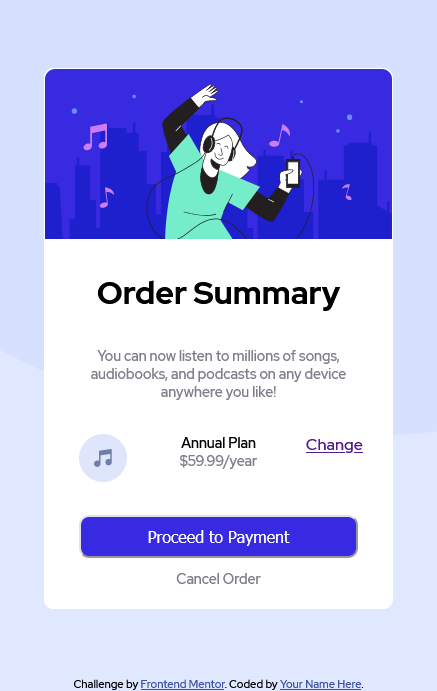 Order Summary
You can now listen to millions of songs,
audiobooks, and podcasts on any device
anywhere you like!
Annual Plan
$59.99/year
Change
Proceed to Payment
Cancel Order
Challenge by Frontend Mentor. Coded by Your Name Here.